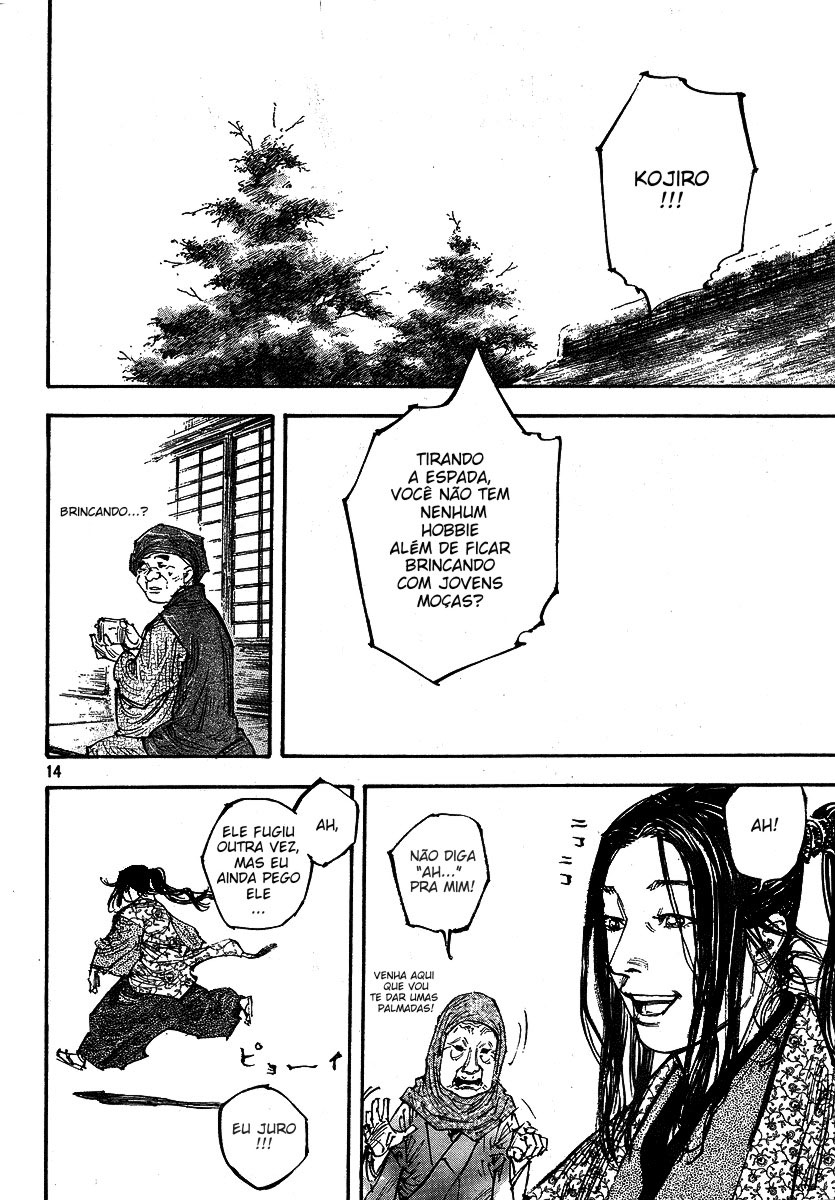 KOJIRO
!!!
TIRANDO
A ESPADA,
VOCÊ NÃO TEM
NENHUM
HOBBIE
ALÉM DE FICAR
BRINCANDO
COM JOVENS
MOÇAS?
BRINCANDO...?
14
AH,
ELE FUGIU
OUTRA VEZ,
MAS EU
AINDA PEGO
ELE
...
ピューイ
EU JURO
!!!
AH!
ニコニコ
NÃO DIGA
"AH..."
PRA MIM!
VENHA AQUI
QUE VOU
TE DAR UMAS
PALMADAS!